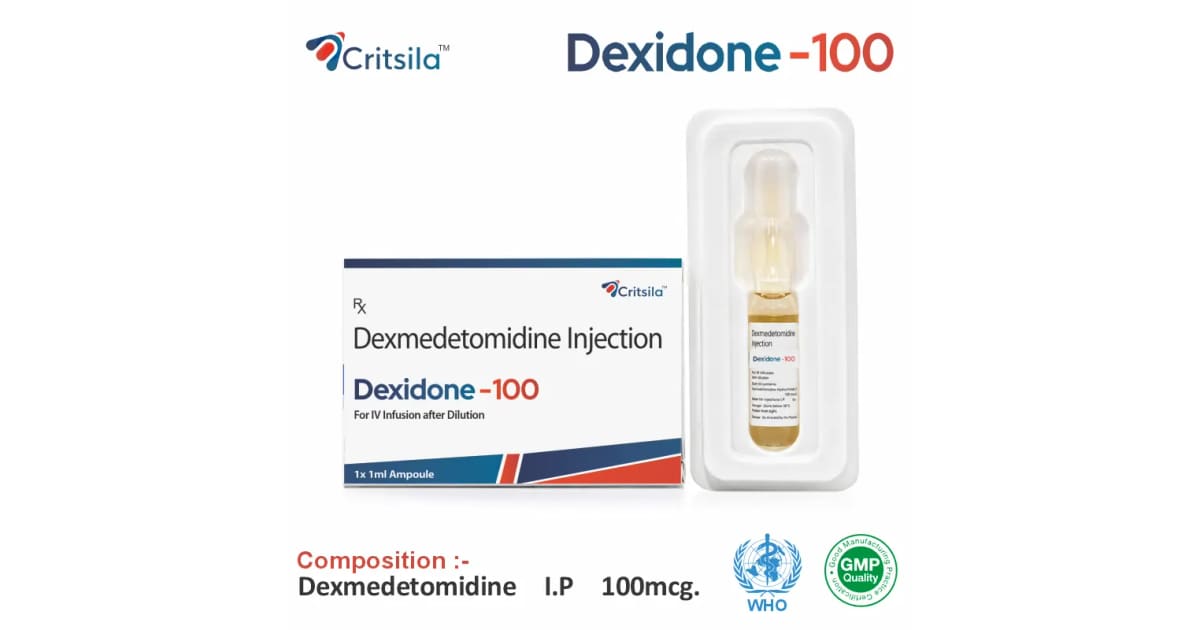 Critsila™
Dexidone -100
Critsila™
Rx
Dexmedetomidine Injection
Dexidone -100
For IV Infusion after Dilution
1x 1ml Ampoule
Dexmedetomidine
Injection
Dexidone -100
Composition :-
Dexmedetomidine I.P 100mcg.
WHO
Good Manufacturing Practice Certification
GMP
Quality